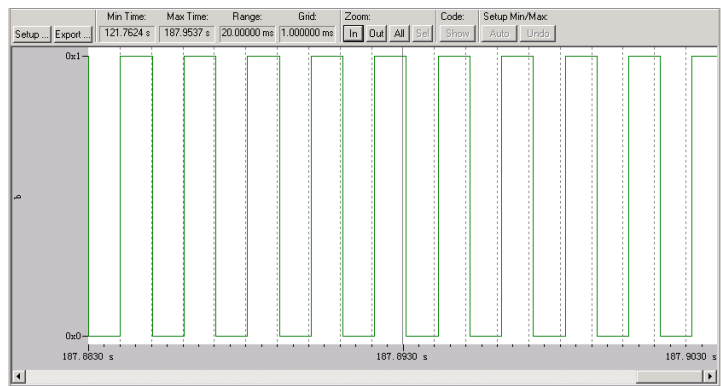 Min Time: Max Time: Range: Grid: Zoom: Code: Setup Min/Max:
Setup ... Export ... 121.7624 s 187.9537 s 20.00000 ms 1.000000 ms In Out All Sel Show Auto Undo
0x1
0x0
187.8830 s 187.8930 s 187.9030 s